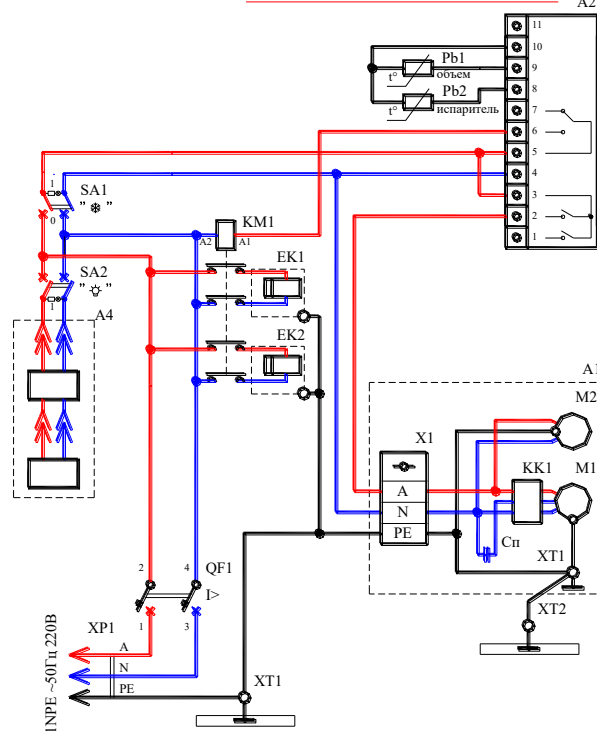 A2
11
10
Pb1
t°
объем
9
Pb2
8
t°
испаритель
7
6
5
4
3
2
1
1
SA1
" ❄ "
0
KM1
A2
A1
SA2
" "
1
A4
EK1
EK2
A1
M2
X1
KK1
M1
A
N
PE
Сп
XT1
XT2
2
4
QF1
I>
1
3
XP1
A
N
PE
1NPE ~50Гц 220В
XT1